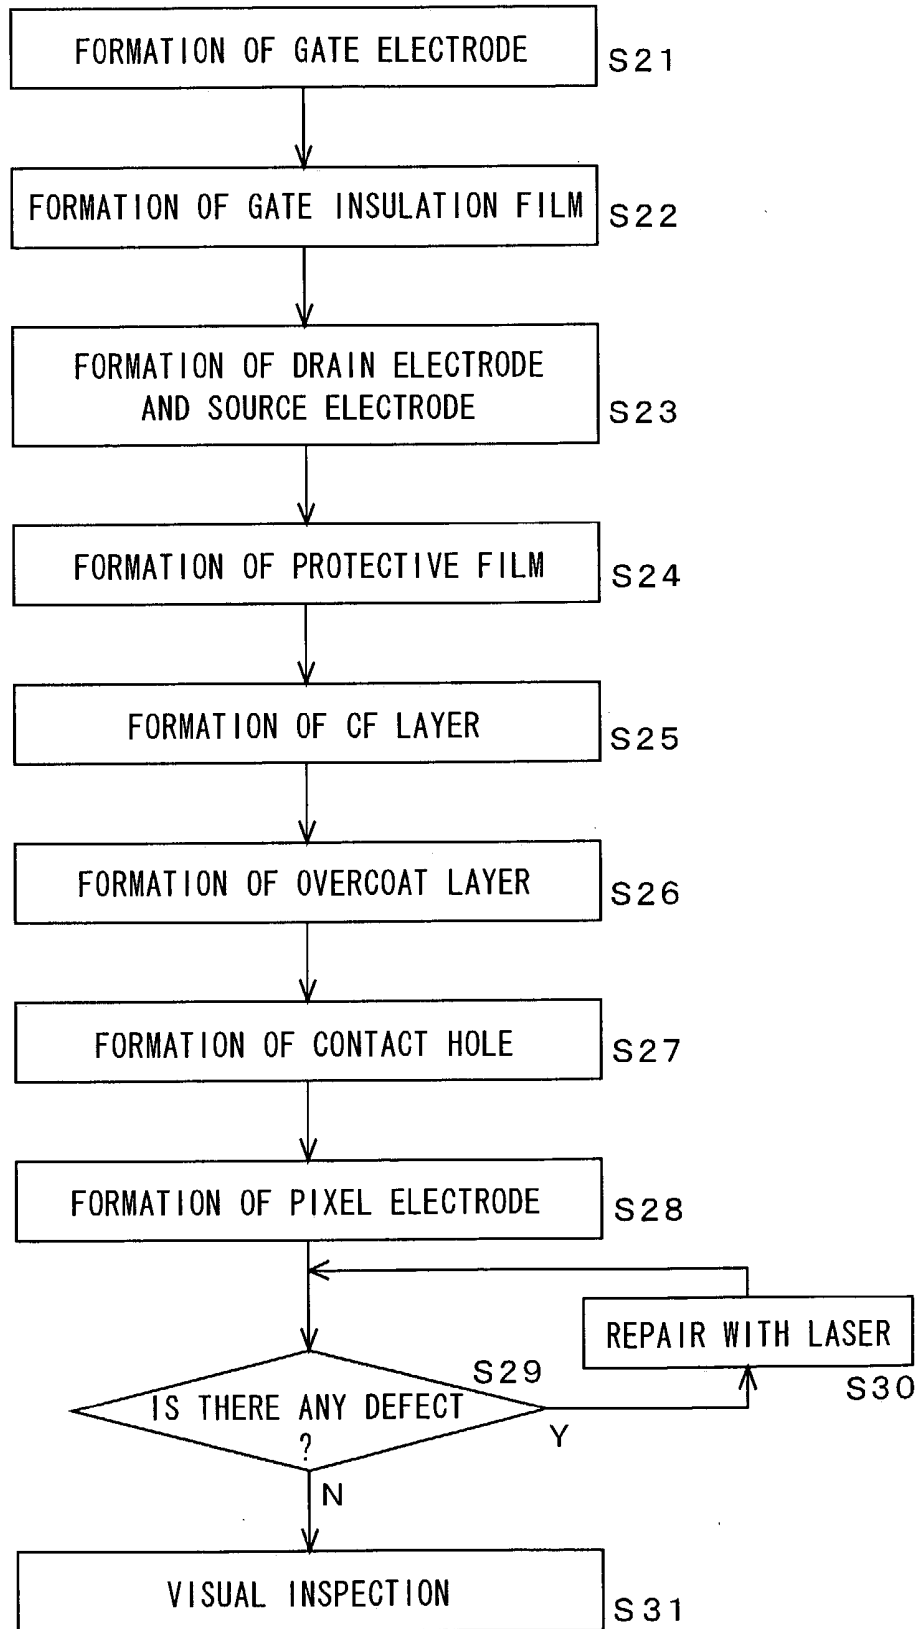 FORMATION OF GATE ELECTRODE
S21
FORMATION OF GATE INSULATION FILM
S22
FORMATION OF DRAIN ELECTRODE
AND SOURCE ELECTRODE
S23
FORMATION OF PROTECTIVE FILM
S24
FORMATION OF CF LAYER
S25
FORMATION OF OVERCOAT LAYER
S26
FORMATION OF CONTACT HOLE
S27
FORMATION OF PIXEL ELECTRODE
S28
REPAIR WITH LASER
S30
S29
IS THERE ANY DEFECT
?
Y
N
VISUAL INSPECTION
S31